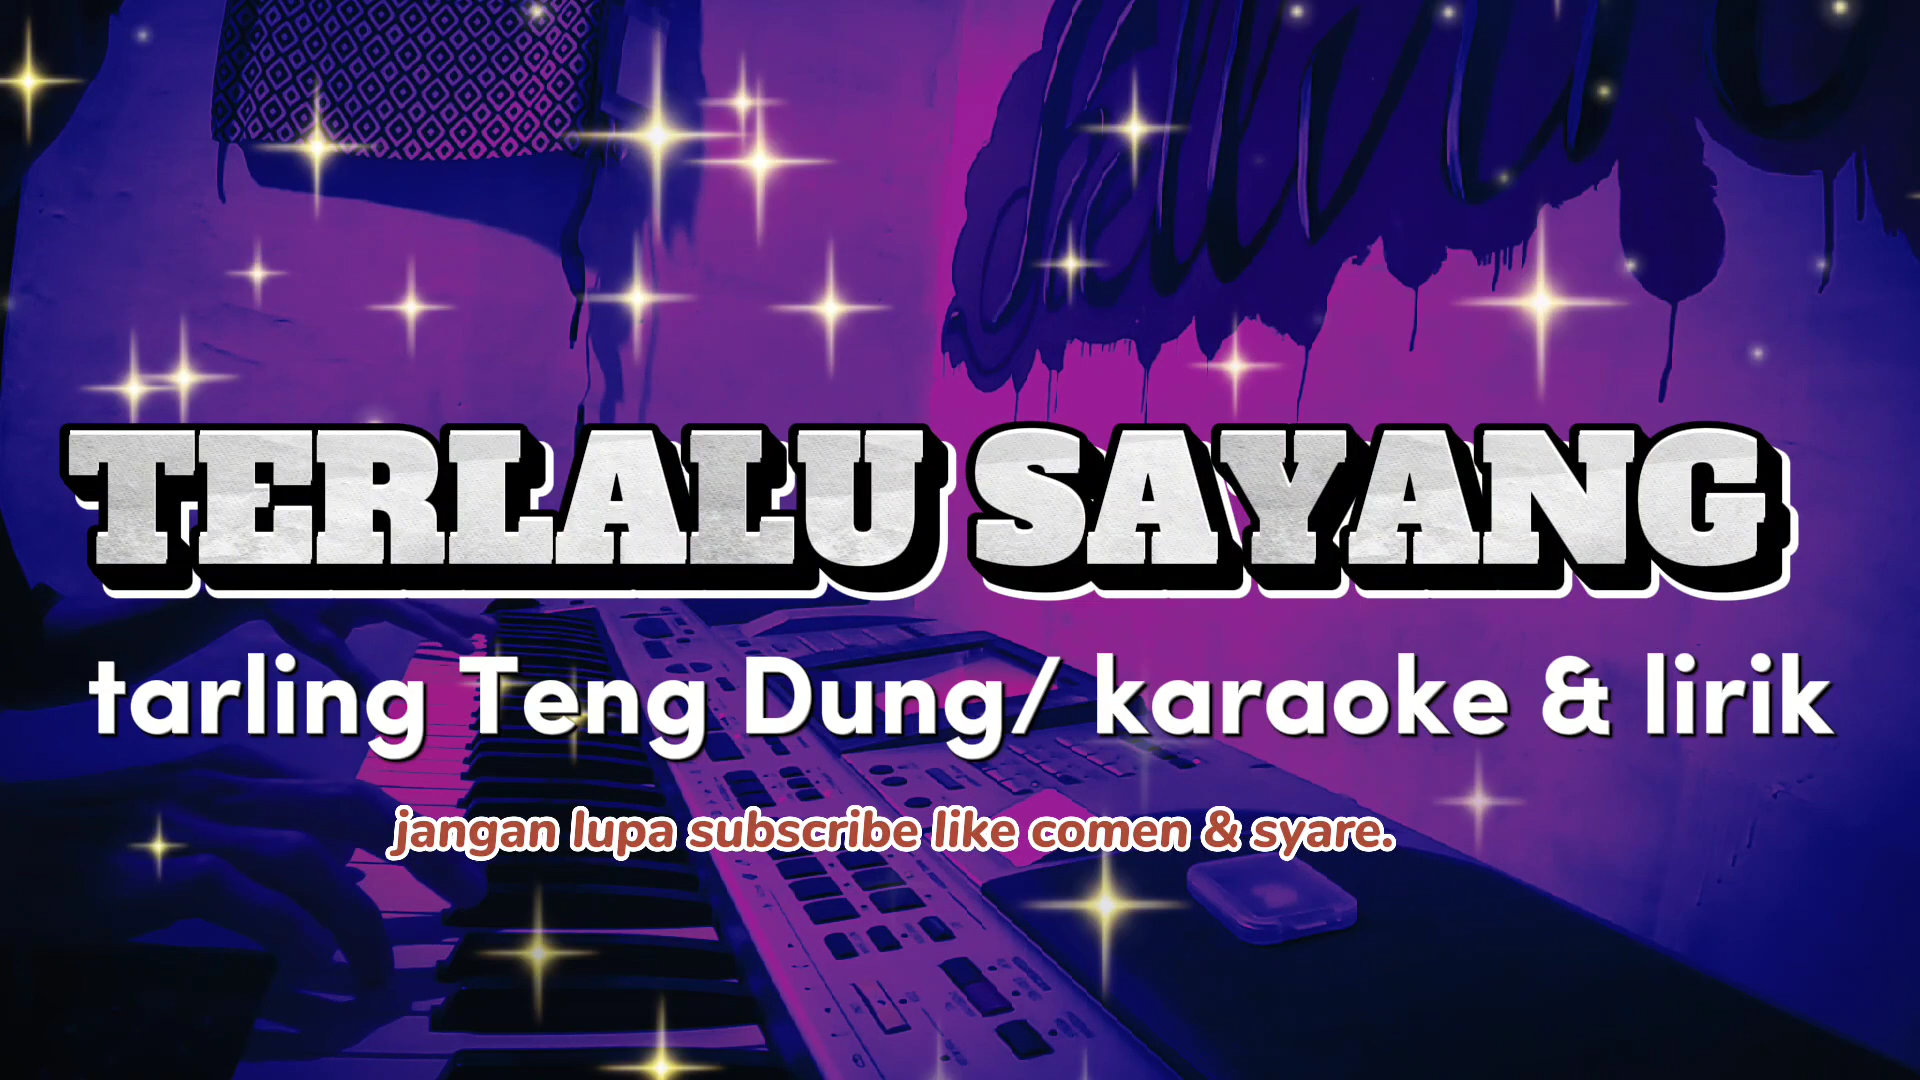 TERLALU SAYANG
tarling Teng Dung/ karaoke & lirik
jangan lupa subscribe like comen & syare.